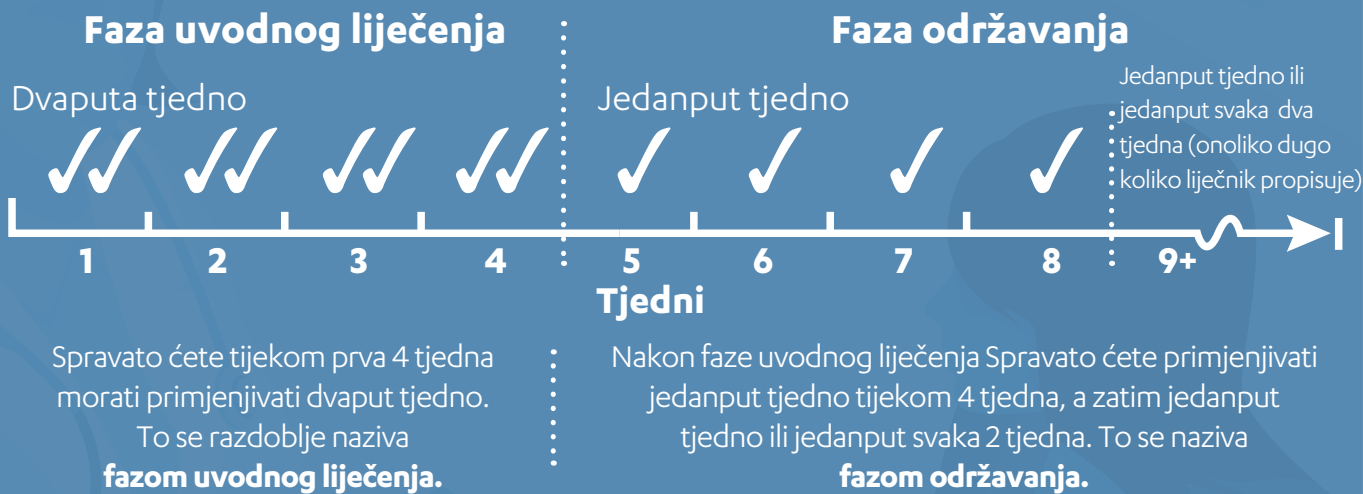 Faza uvodnog liječenja
Faza održavanja
Dvaputa tjedno
Jedanput tjedno
Jedanput tjedno ili
jedanput svaka dva
tjedna (onoliko dugo
koliko liječnik propisuje)
1 2 3 4 5 6 7 8 9+
Tjedni
Spravato ćete tijekom prva 4 tjedna
morati primjenjivati dvaput tjedno.
To se razdoblje naziva
fazom uvodnog liječenja.
Nakon faze uvodnog liječenja Spravato ćete primjenjivati
jedanput tjedno tijekom 4 tjedna, a zatim jedanput
tjedno ili jedanput svaka 2 tjedna. To se naziva
fazom održavanja.